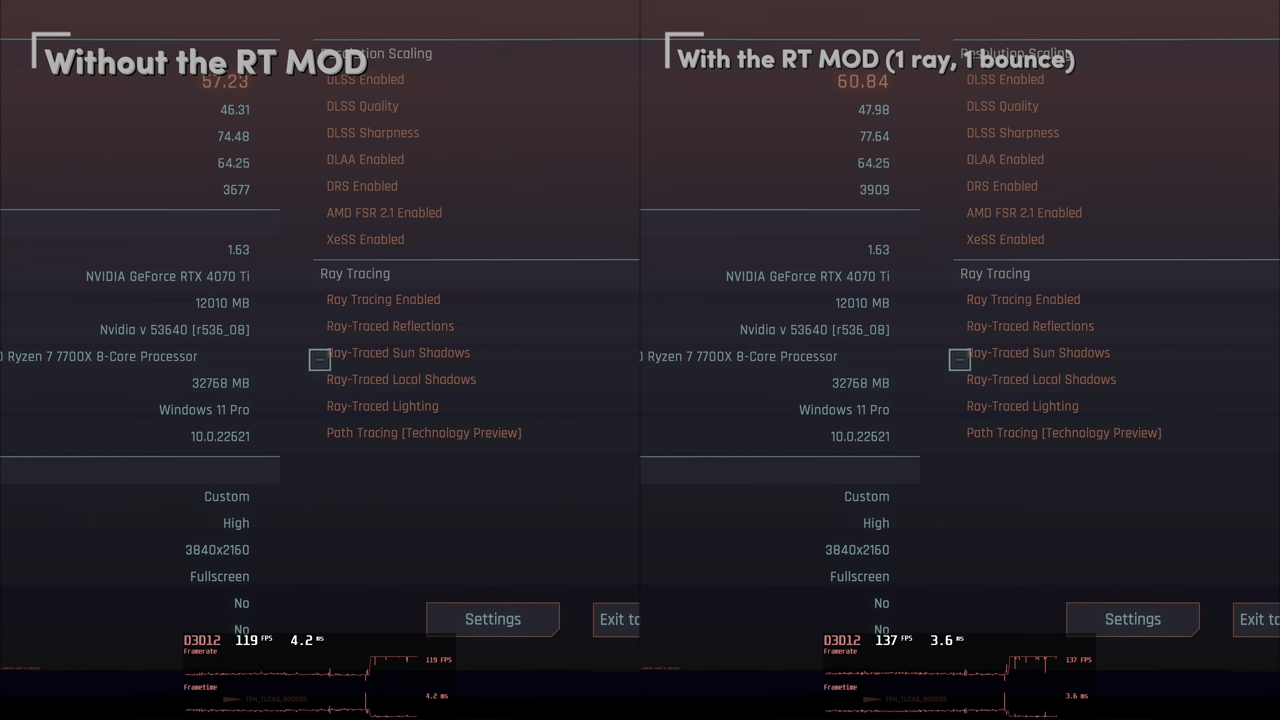 Without the RT MOD
Resolution Scaling
57.23
DLSS Enabled
46.31
DLSS Quality
74.48
DLSS Sharpness
64.25
DLAA Enabled
3677
DRS Enabled
AMD FSR 2.1 Enabled
1.63
XeSS Enabled
NVIDIA GeForce RTX 4070 Ti
Ray Tracing
12010 MB
Ray Tracing Enabled
Nvidia v 53640 [r536_08]
Ray-Traced Reflections
Ryzen 7 7700X 8-Core Processor
Ray-Traced Sun Shadows
32768 MB
Ray-Traced Local Shadows
Windows 11 Pro
Ray-Traced Lighting
10.0.22621
Path Tracing [Technology Preview]
Custom
High
3840x2160
Fullscreen
No
No
Settings
Exit to
D3D12 119 FPS 4.2 ms
Framerate
119 FPS
Frametime
4.2 ms
With the RT MOD (1 ray, 1 bounce)
Resolution Scaling
60.84
DLSS Enabled
47.98
DLSS Quality
77.64
DLSS Sharpness
64.25
DLAA Enabled
3909
DRS Enabled
AMD FSR 2.1 Enabled
1.63
XeSS Enabled
NVIDIA GeForce RTX 4070 Ti
Ray Tracing
12010 MB
Ray Tracing Enabled
Nvidia v 53640 [r536_08]
Ray-Traced Reflections
Ryzen 7 7700X 8-Core Processor
Ray-Traced Sun Shadows
32768 MB
Ray-Traced Local Shadows
Windows 11 Pro
Ray-Traced Lighting
10.0.22621
Path Tracing [Technology Preview]
Custom
High
3840x2160
Fullscreen
No
No
Settings
Exit to
D3D12 137 FPS 3.6 ms
Framerate
137 FPS
Frametime
3.6 ms